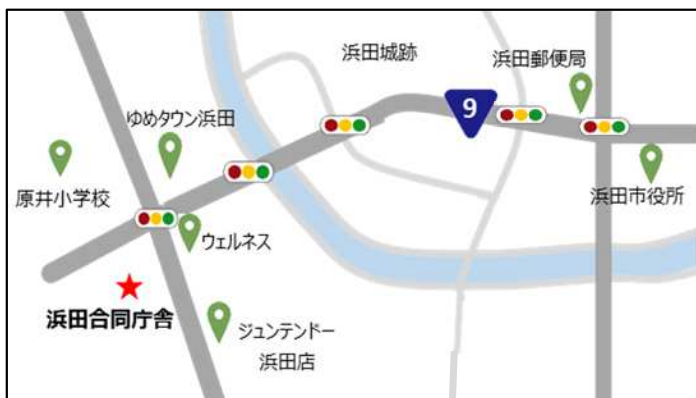 浜田城跡
浜田郵便局
9
ゆめタウン浜田
原井小学校
浜田市役所
ウェルネス
浜田合同庁舎
ジュンテンドー
浜田店